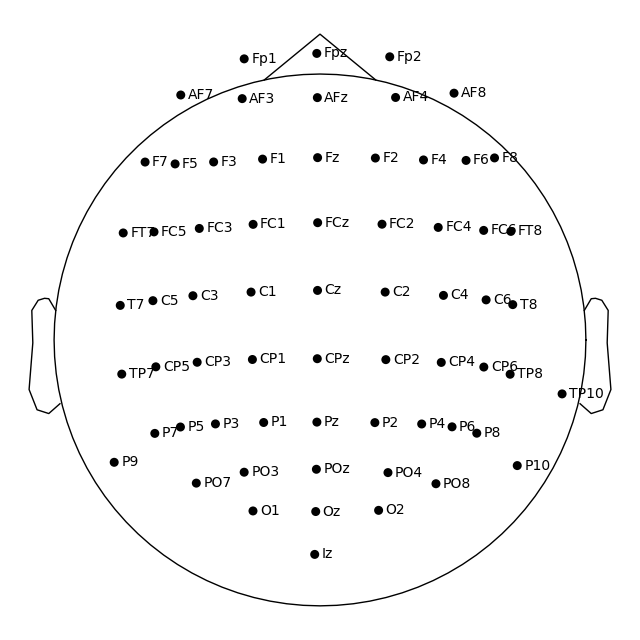 Fp1 Fpz Fp2
AF7 AF3 AFz AF4 AF8
F7 F5 F3 F1 Fz F2 F4 F6 F8
FT7 FC5 FC3 FC1 FCz FC2 FC4 FC6 FT8
T7 C5 C3 C1 Cz C2 C4 C6 T8
TP7 CP5 CP3 CP1 CPz CP2 CP4 CP6 TP8
TP10
P7 P5 P3 P1 Pz P2 P4 P6 P8
P9 P10
PO7 PO3 POz PO4 PO8
O1 Oz O2
Iz